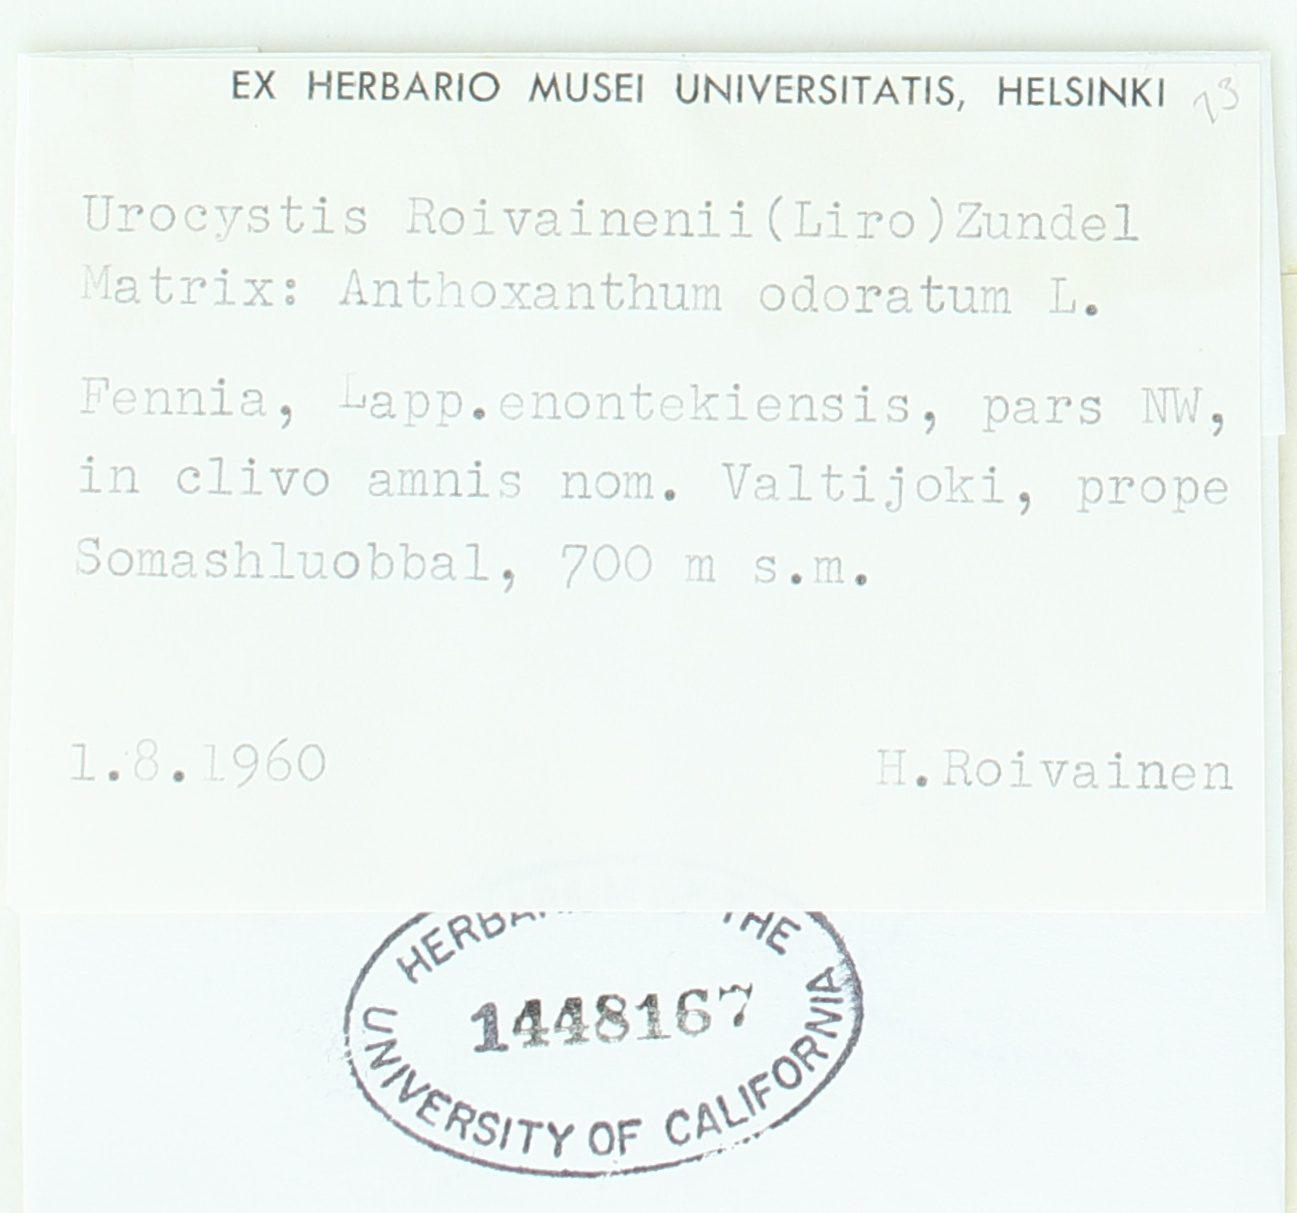 EX HERBARIO MUSEI UNIVERSITATIS, HELSINKI 23
Urocystis Roivainenii(Liro)Zundel
Matrix: Anthoxanthum odoratum L.
Fennia, Lapp.enontekiensis, pars NW,
in clivo amnis nom. Valtijoki, prope
Somashluobbal, 700 m s.m.
1.8.1960 H.Roivainen
THE
1448167
UNIVERSITY OF CALIFORNIA